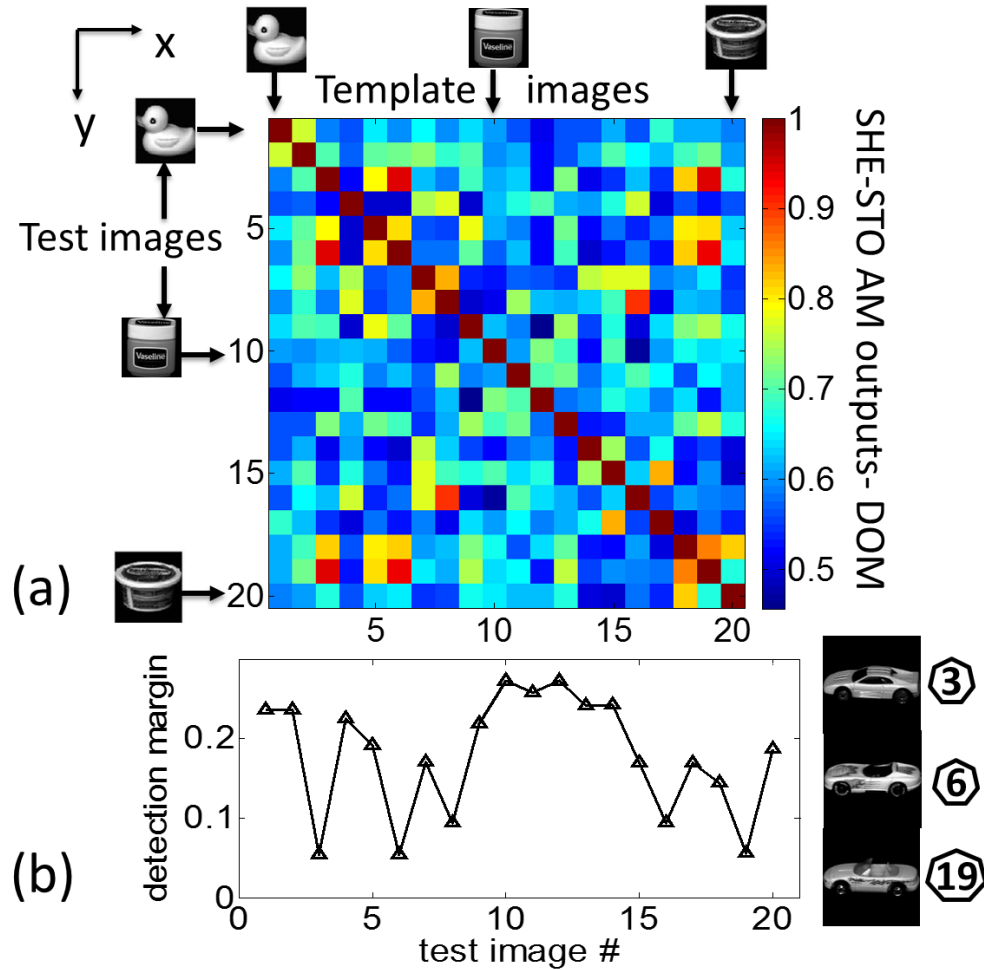 x
y
Vaseline
Template images
Test images
Vaseline
5
10
15
20
5
10
15
20
1
0.9
0.8
0.7
0.6
0.5
SHE-STO AM outputs- DOM
(a)
detection margin
0.2
0.1
0
0
5
10
15
20
test image #
(b)
3
6
19